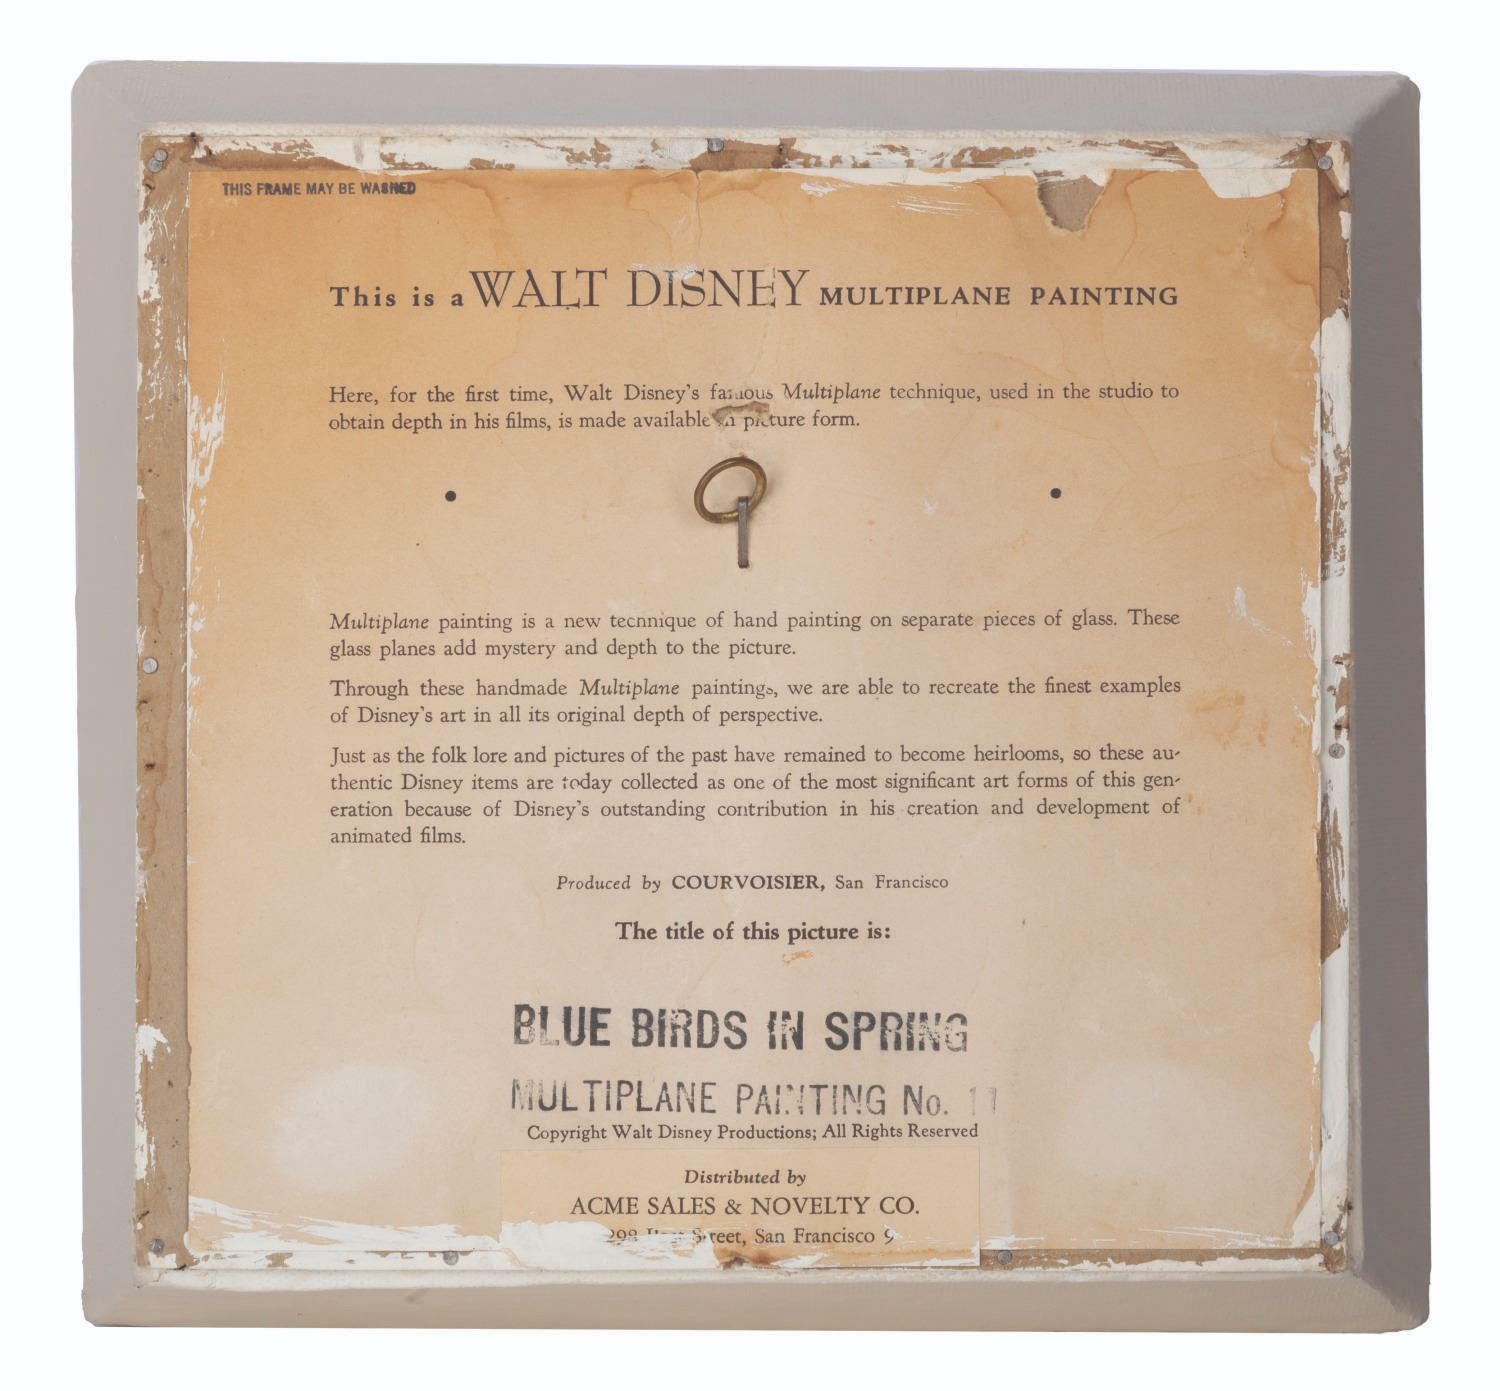 THIS FRAME MAY BE WASHED
This is a WALT DISNEY MULTIPLANE PAINTING
Here, for the first time, Walt Disney's famous Multiplane technique, used in the studio to
obtain depth in his films, is made available in picture form.
Multiplane painting is a new technique of hand painting on separate pieces of glass. These
glass planes add mystery and depth to the picture.
Through these handmade Multiplane paintings, we are able to recreate the finest examples
of Disney's art in all its original depth of perspective.
Just as the folk lore and pictures of the past have remained to become heirlooms, so these au-
thentic Disney items are today collected as one of the most significant art forms of this gen-
eration because of Disney's outstanding contribution in his creation and development of
animated films.
Produced by COURVOISIER, San Francisco
The title of this picture is:
BLUE BIRDS IN SPRING
MULTIPLANE PAINTING No. 11
Copyright Walt Disney Productions; All Rights Reserved
Distributed by
ACME SALES & NOVELTY CO.
Street, San Francisco 9